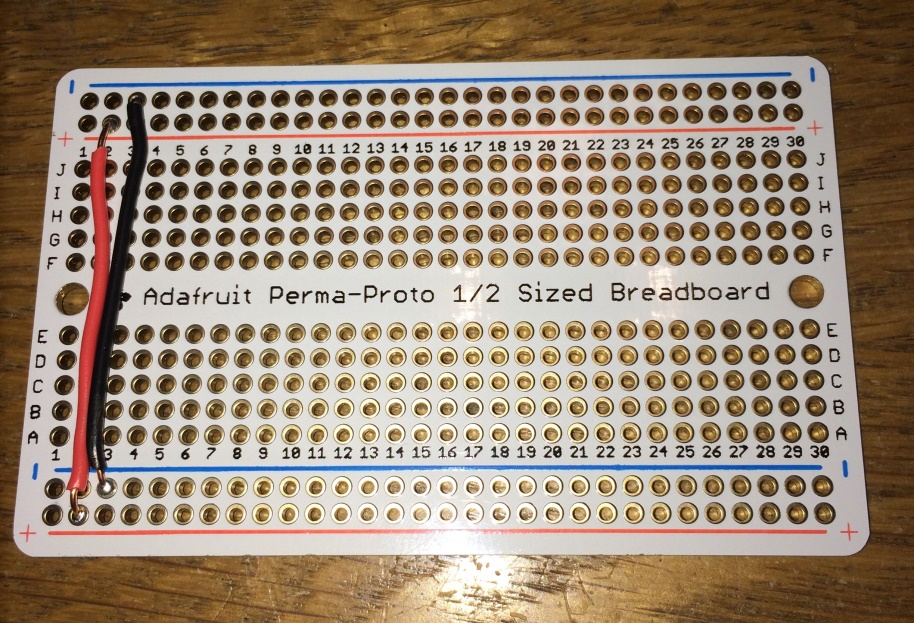 + +
1 2 3 4 5 6 7 8 9 10 11 12 13 14 15 16 17 18 19 20 21 22 23 24 25 26 27 28 29 30
J J
I I
H H
G G
F F
Adafruit Perma-Proto 1/2 Sized Breadboard
E E
D D
C C
B B
A A
1 3 4 5 6 7 8 9 10 11 12 13 14 15 16 17 18 19 20 21 22 23 24 25 26 27 28 29 30
+ +